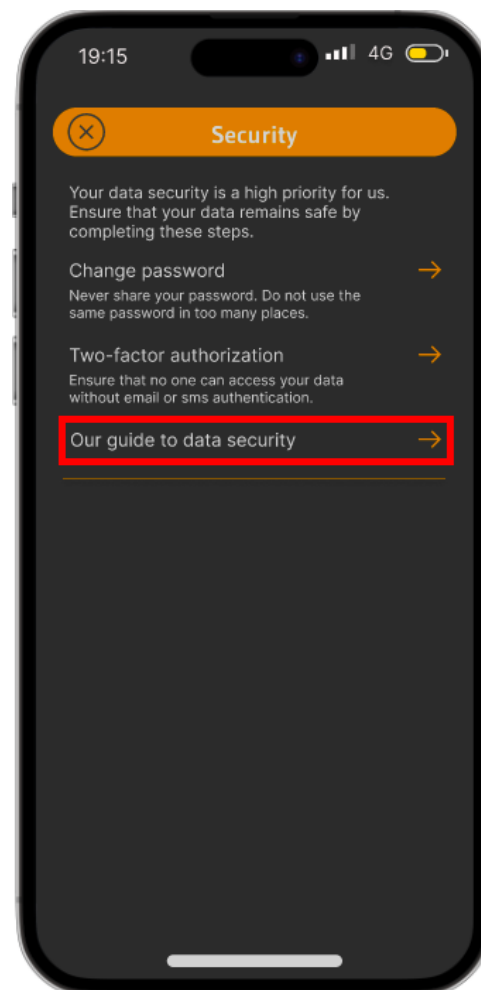 19:15 4G
Security
Your data security is a high priority for us.
Ensure that your data remains safe by
completing these steps.
Change password
Never share your password. Do not use the
same password in too many places.
Two-factor authorization
Ensure that no one can access your data
without email or sms authentication.
Our guide to data security